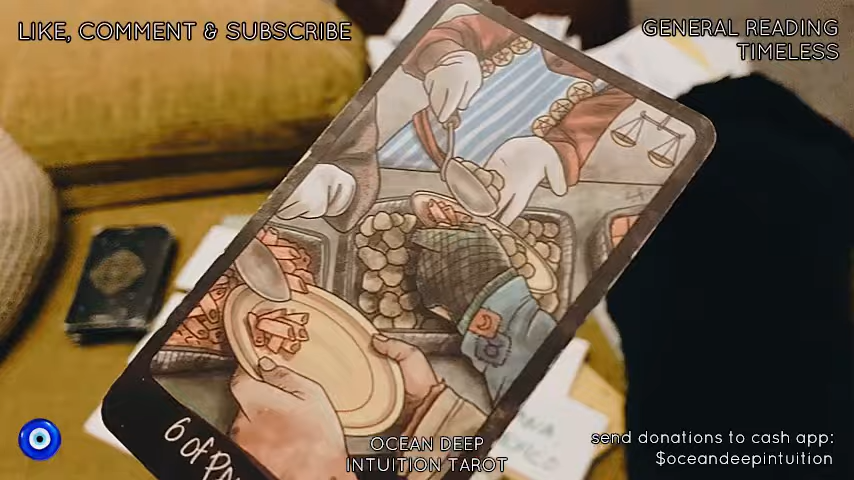 LIKE, COMMENT & SUBSCRIBE
GENERAL READING
TIMELESS
6 of
OCEAN DEEP
INTUITION TAROT
send donations to cash app:
$oceandeepintuition